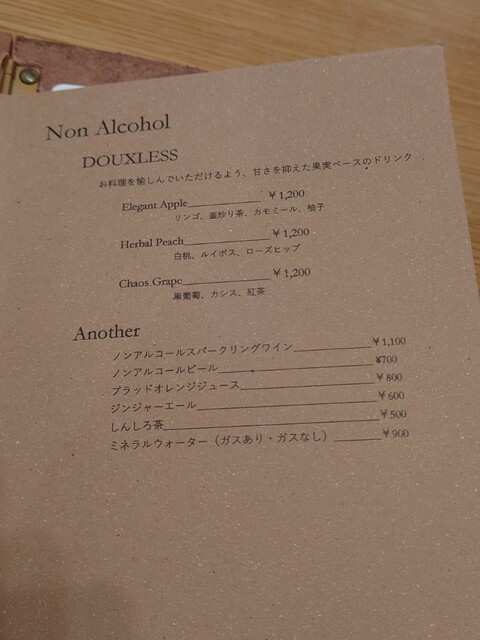 Non Alcohol
DOUXLESS
お料理を愉しんでいただけるよう、甘さを抑えた果実ベースのドリンク
Elegant Apple ¥1,200
リンゴ、釜炒り茶、カモミール、柚子
Herbal Peach ¥1,200
白桃、ルイボス、ローズヒップ
Chaos Grape ¥1,200
黒葡萄、カシス、紅茶
Another
ノンアルコールスパークリングワイン ¥1,100
ノンアルコールビール ¥700
ブラッドオレンジジュース ¥800
ジンジャーエール ¥600
しんしろ茶 ¥500
ミネラルウォーター（ガスあり・ガスなし） ¥900